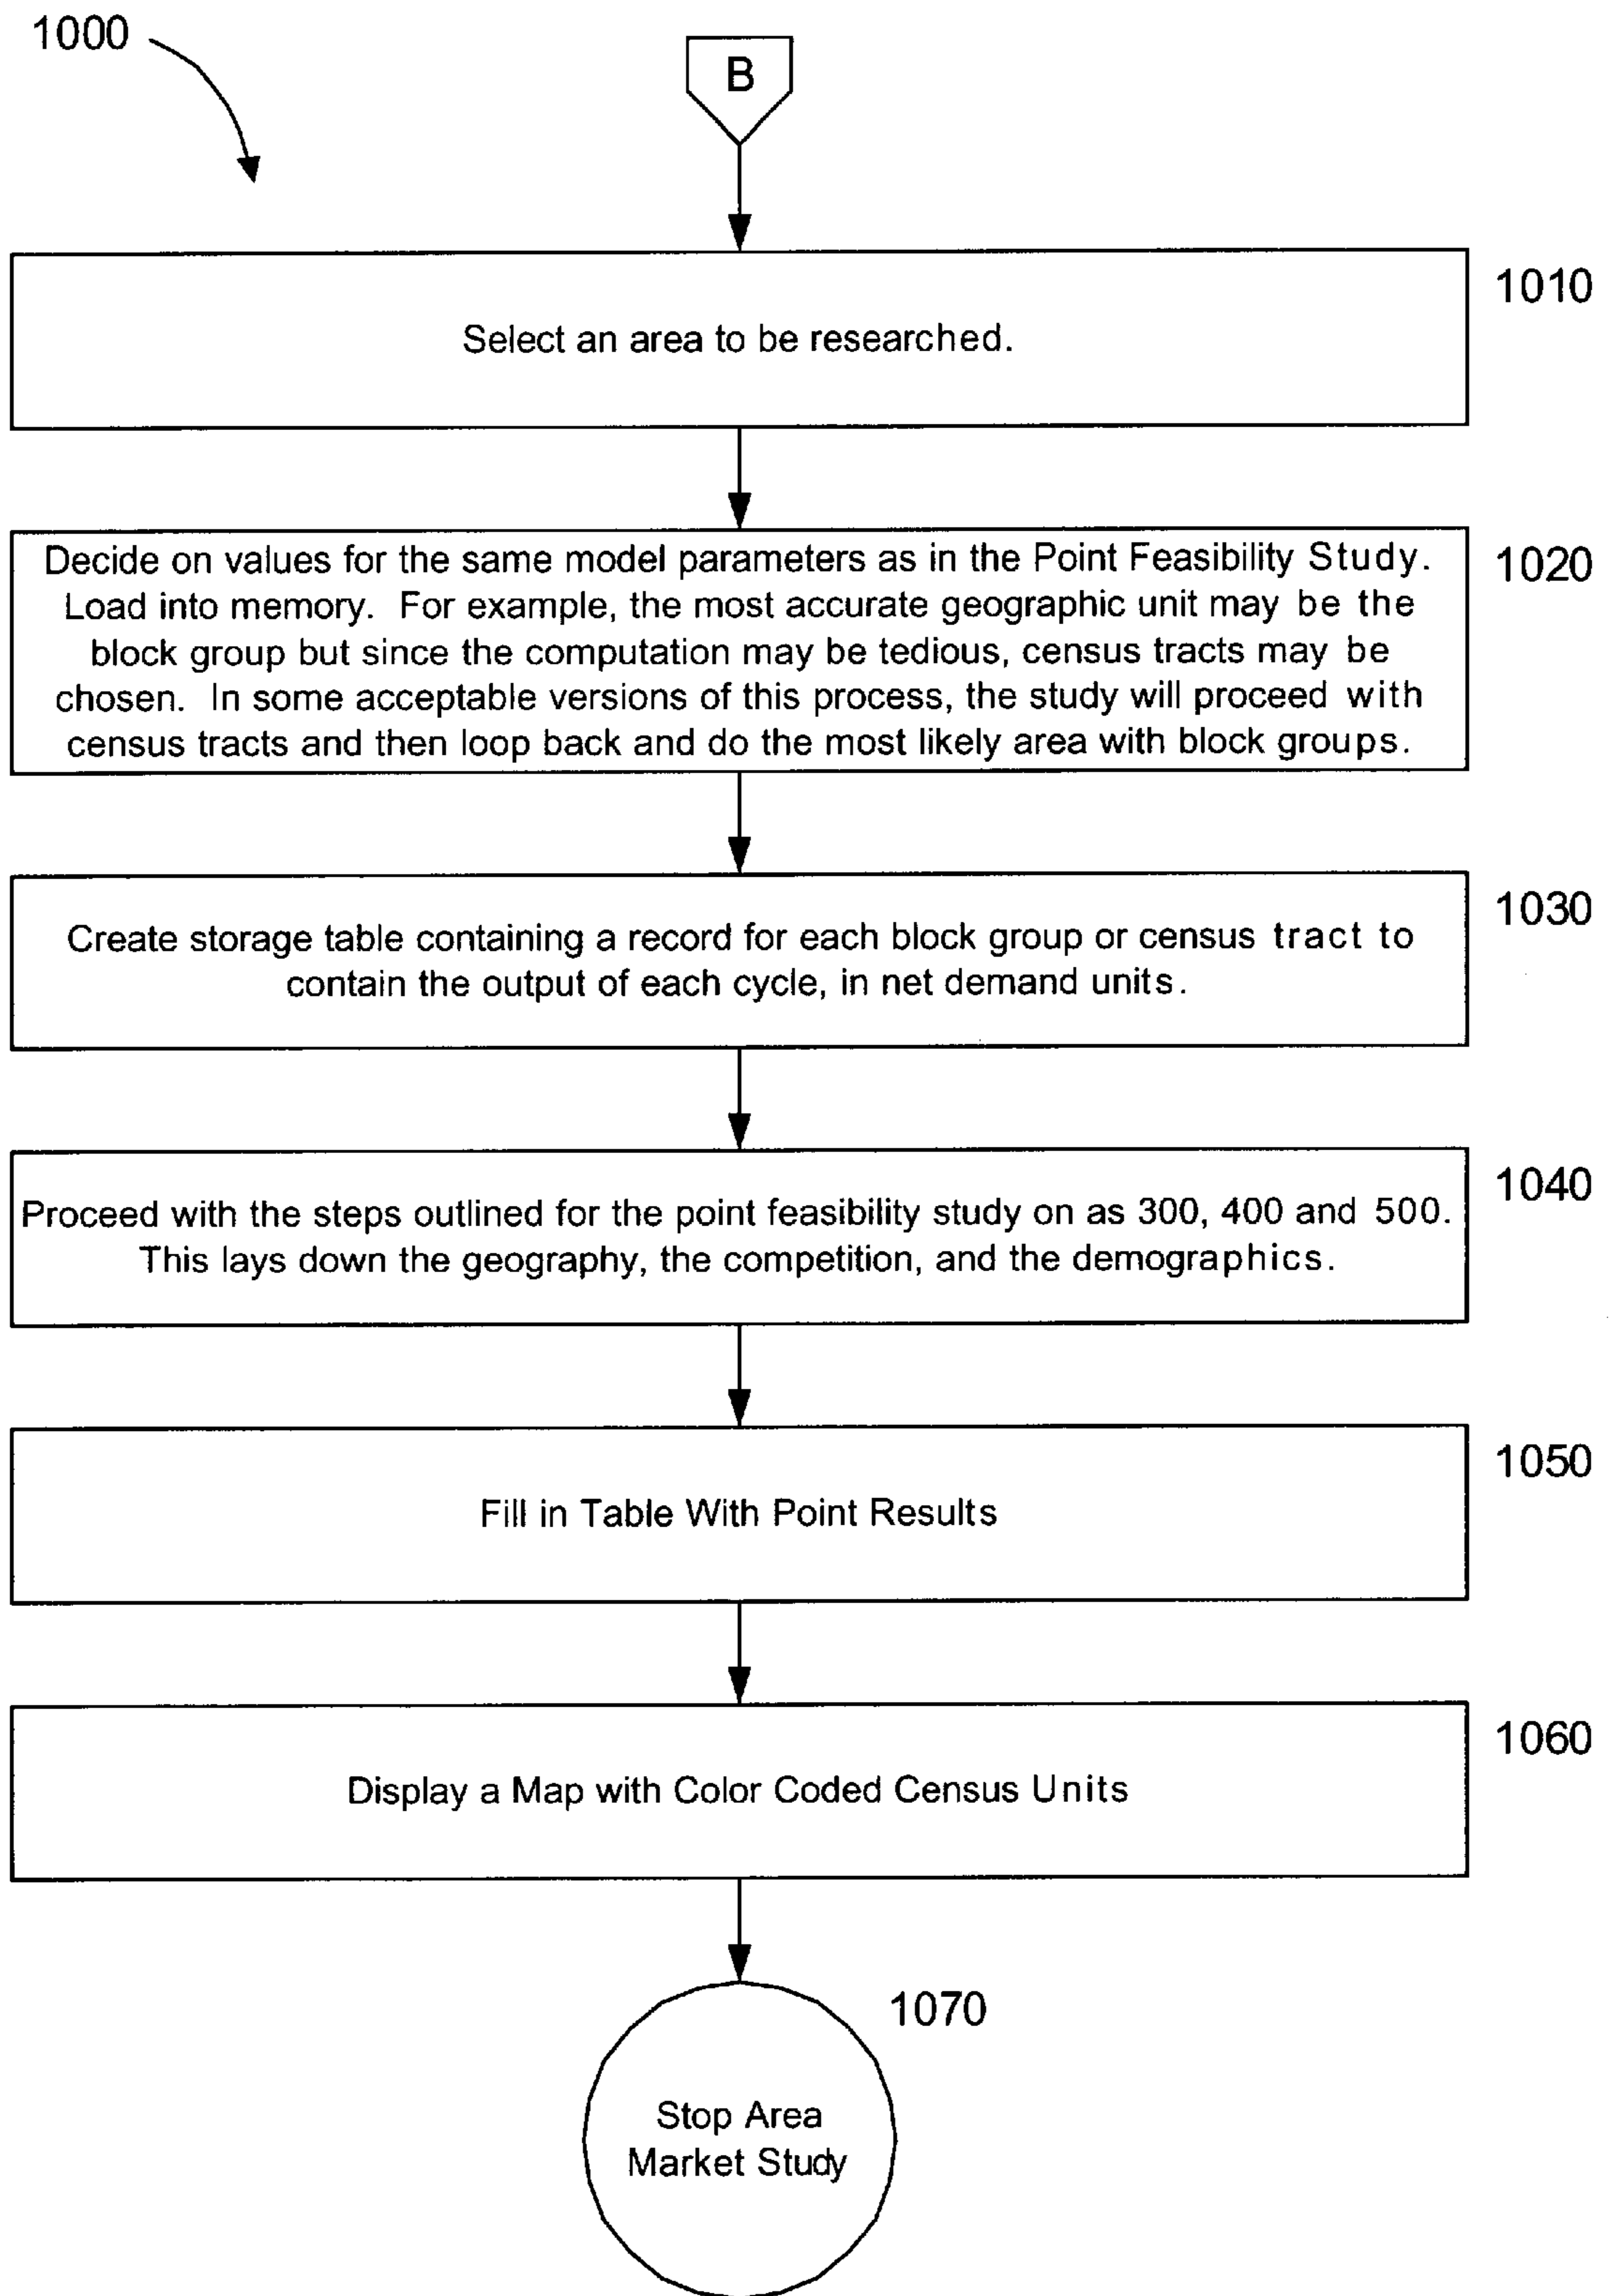 1000
B
1010
Select an area to be researched.
1020
Decide on values for the same model parameters as in the Point Feasibility Study.
Load into memory. For example, the most accurate geographic unit may be the
block group but since the computation may be tedious, census tracts may be
chosen. In some acceptable versions of this process, the study will proceed with
census tracts and then loop back and do the most likely area with block groups.
1030
Create storage table containing a record for each block group or census tract to
contain the output of each cycle, in net demand units.
1040
Proceed with the steps outlined for the point feasibility study on as 300, 400 and 500.
This lays down the geography, the competition, and the demographics.
1050
Fill in Table With Point Results
1060
Display a Map with Color Coded Census Units
1070
Stop Area
Market Study